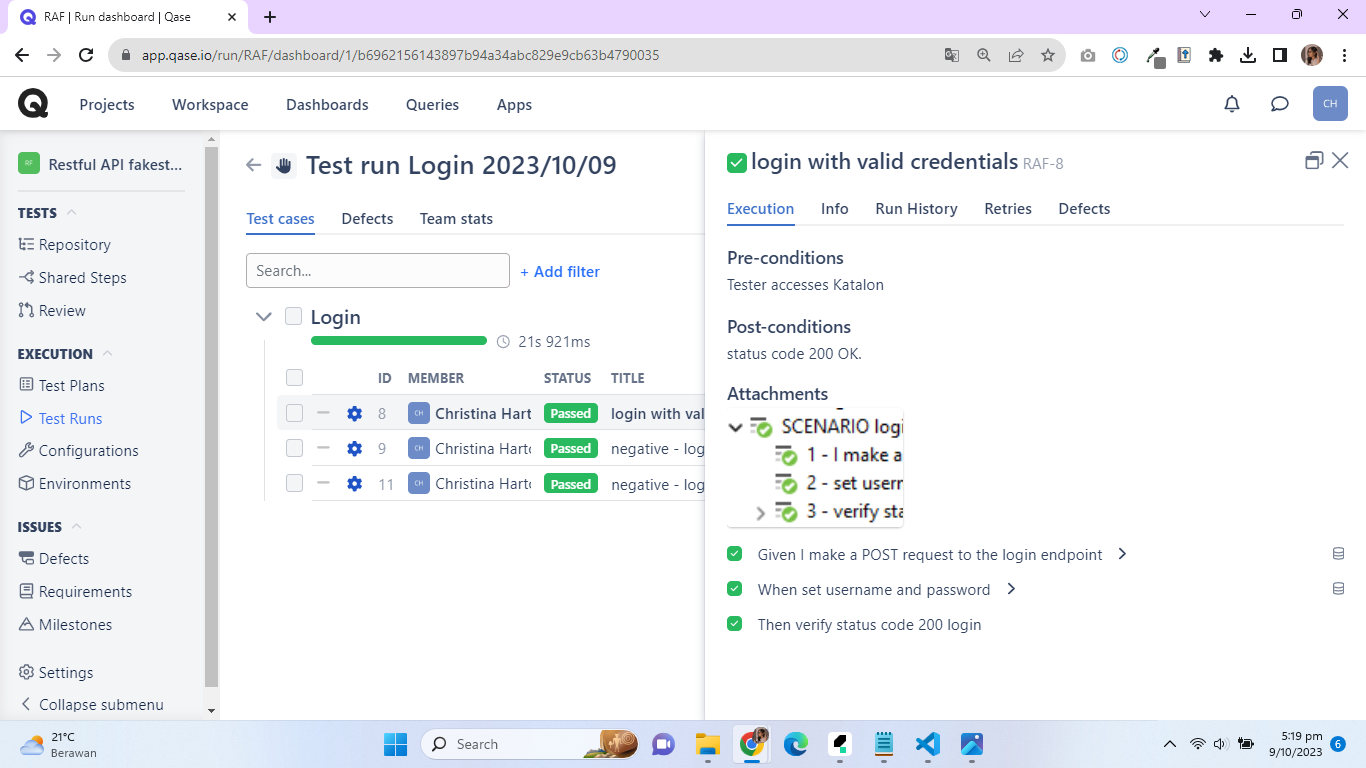 RAF | Run dashboard | Qase
app.qase.io/run/RAF/dashboard/1/b6962156143897b94a34abc829e9cb63b4790035
Projects Workspace Dashboards Queries Apps CH
RF Restful API fakest...
TESTS
Repository
Shared Steps
Review
EXECUTION
Test Plans
Test Runs
Configurations
Environments
ISSUES
Defects
Requirements
Milestones
Settings
Collapse submenu
Test run Login 2023/10/09
Test cases Defects Team stats
Search... + Add filter
Login
21s 921ms
ID MEMBER STATUS TITLE
8 CH Christina Hart Passed login with val
9 CH Christina Harto Passed negative - log
11 CH Christina Harto Passed negative - log
login with valid credentials RAF-8
Execution Info Run History Retries Defects
Pre-conditions
Tester accesses Katalon
Post-conditions
status code 200 OK.
Attachments
SCENARIO logi
1 - I make a
2 - set usern
3 - verify sta
Given I make a POST request to the login endpoint
When set username and password
Then verify status code 200 login
21°C
Berawan
Search
5:19 pm
9/10/2023
6